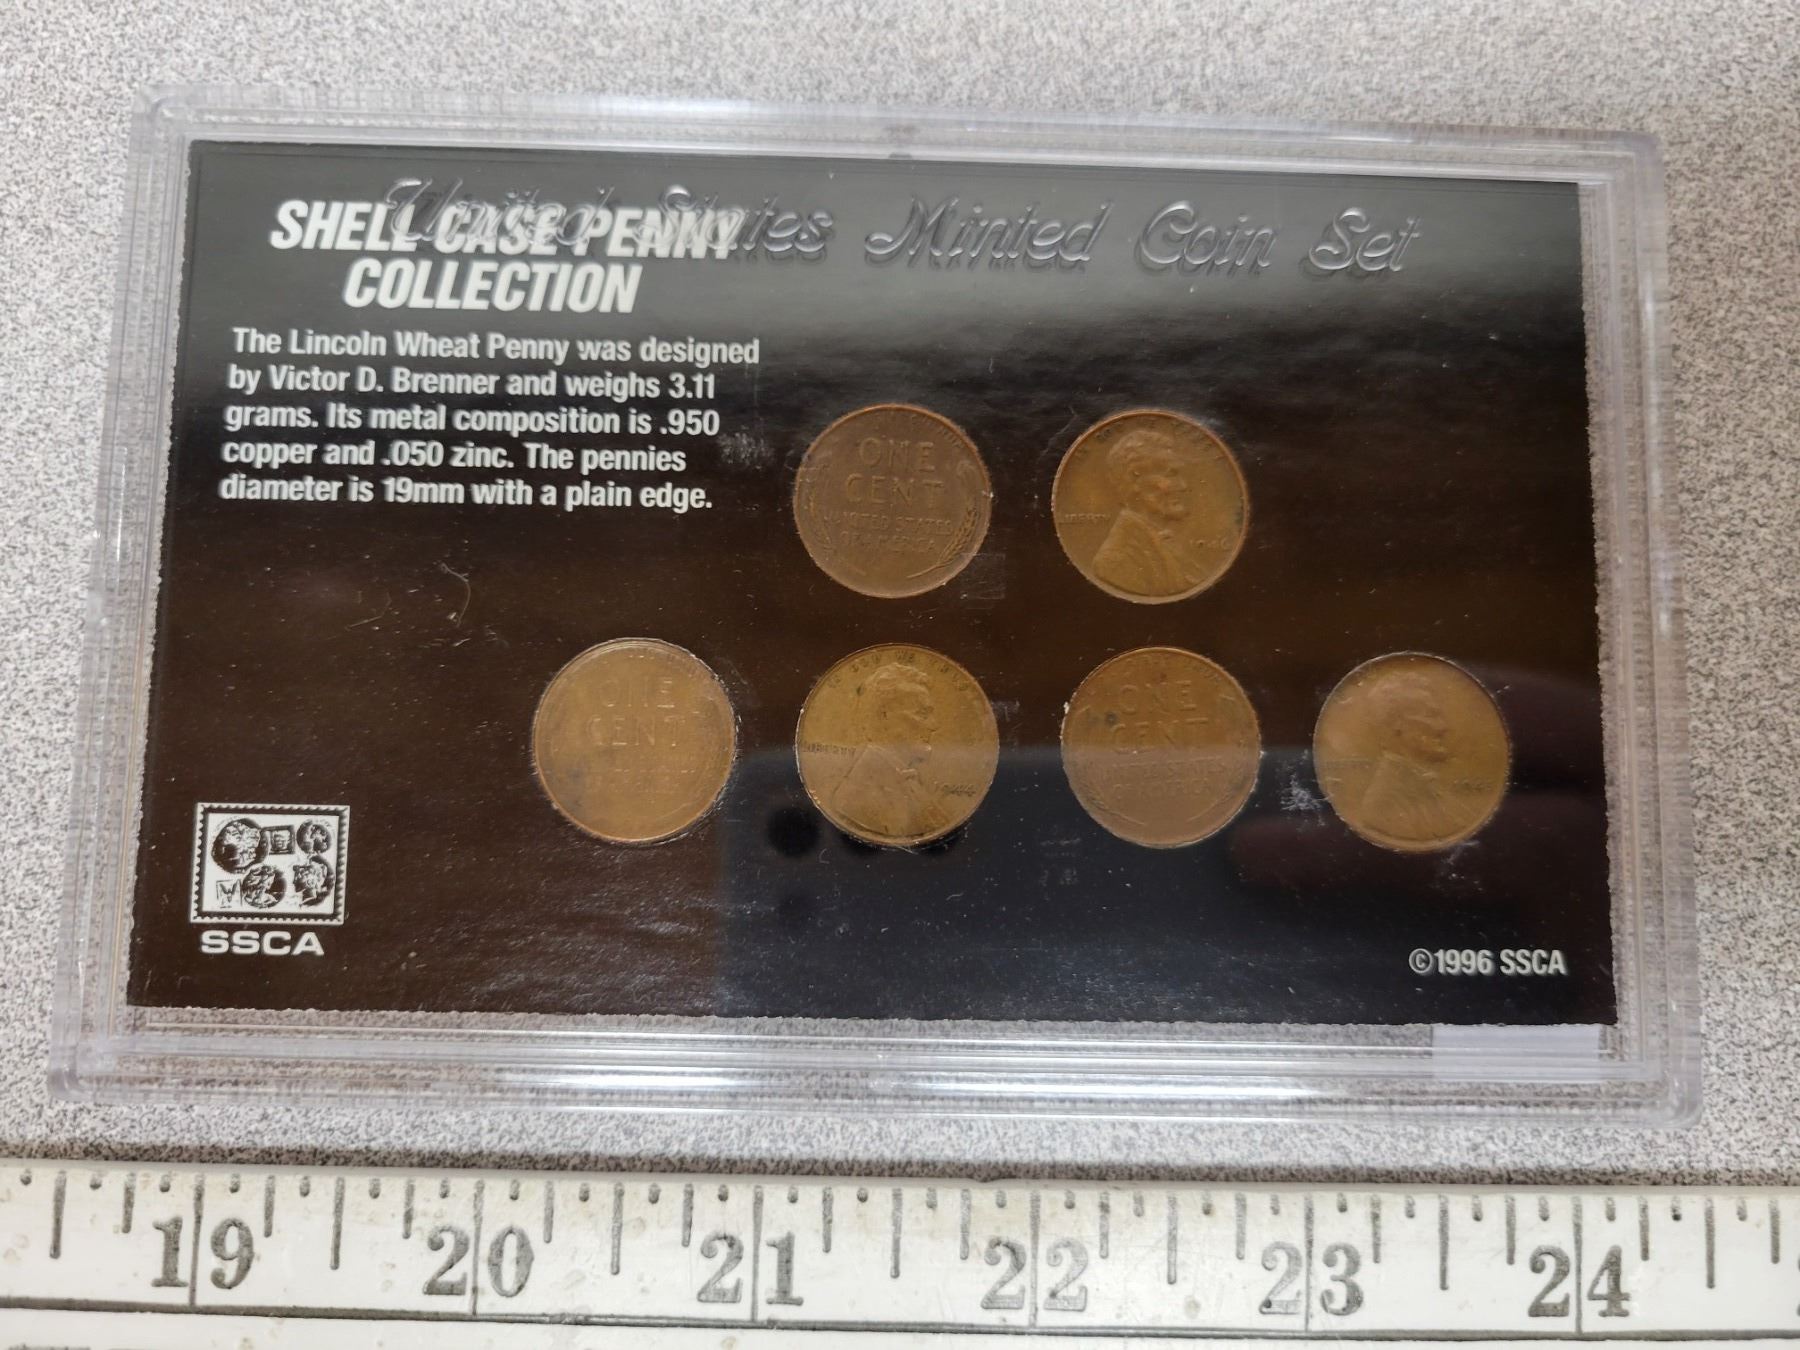 United States Minted Coin Set
SHELL CASE PENNY
COLLECTION
The Lincoln Wheat Penny was designed
by Victor D. Brenner and weighs 3.11
grams. Its metal composition is .950
copper and .050 zinc. The pennies
diameter is 19mm with a plain edge.
ONE
CENT
UNITED STATES
OF AMERICA
LIBERTY
1946
ONE
CENT
LIBERTY
1944
ONE
CENT
UNITED STATES
OF AMERICA
LIBERTY
1945
SSCA
©1996 SSCA
19 20 21 22 23 24